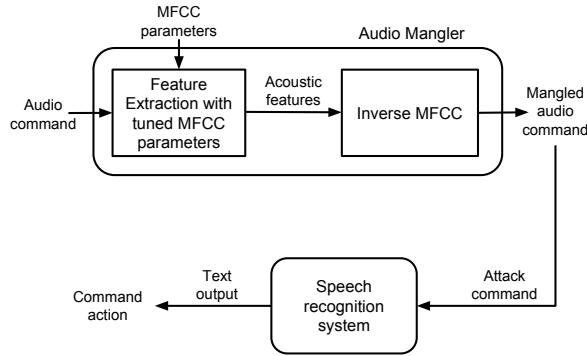 MFCC
parameters
Audio Mangler
Audio
command
Feature
Extraction with
tuned MFCC
parameters
Acoustic
features
Inverse MFCC
Mangled
audio
command
Attack
command
Speech
recognition
system
Text
output
Command
action